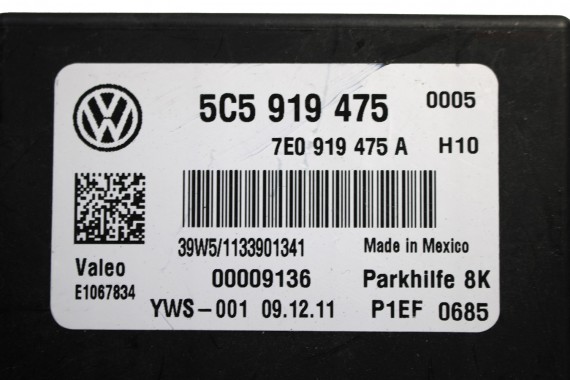 5C5 919 475 0005
7E0 919 475 A H10
39W5/1133901341 Made in Mexico
Valeo 00009136 Parkhilfe 8K
E1067834
YWS-001 09.12.11 P1EF 0685